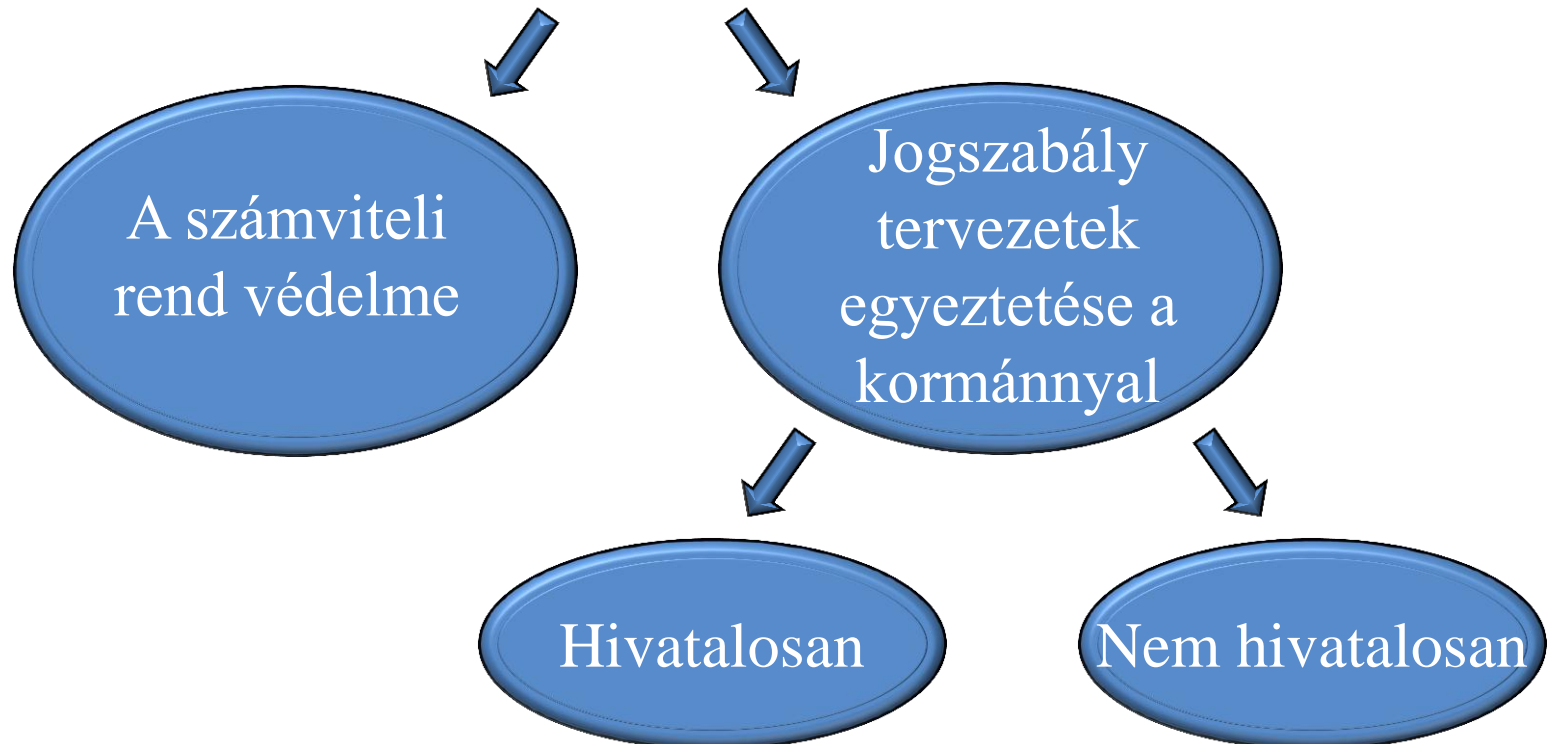 A számviteli
rend védelme
Jogszabály
tervezetek
egyeztetése a
kormánnyal
Hivatalosan
Nem hivatalosan